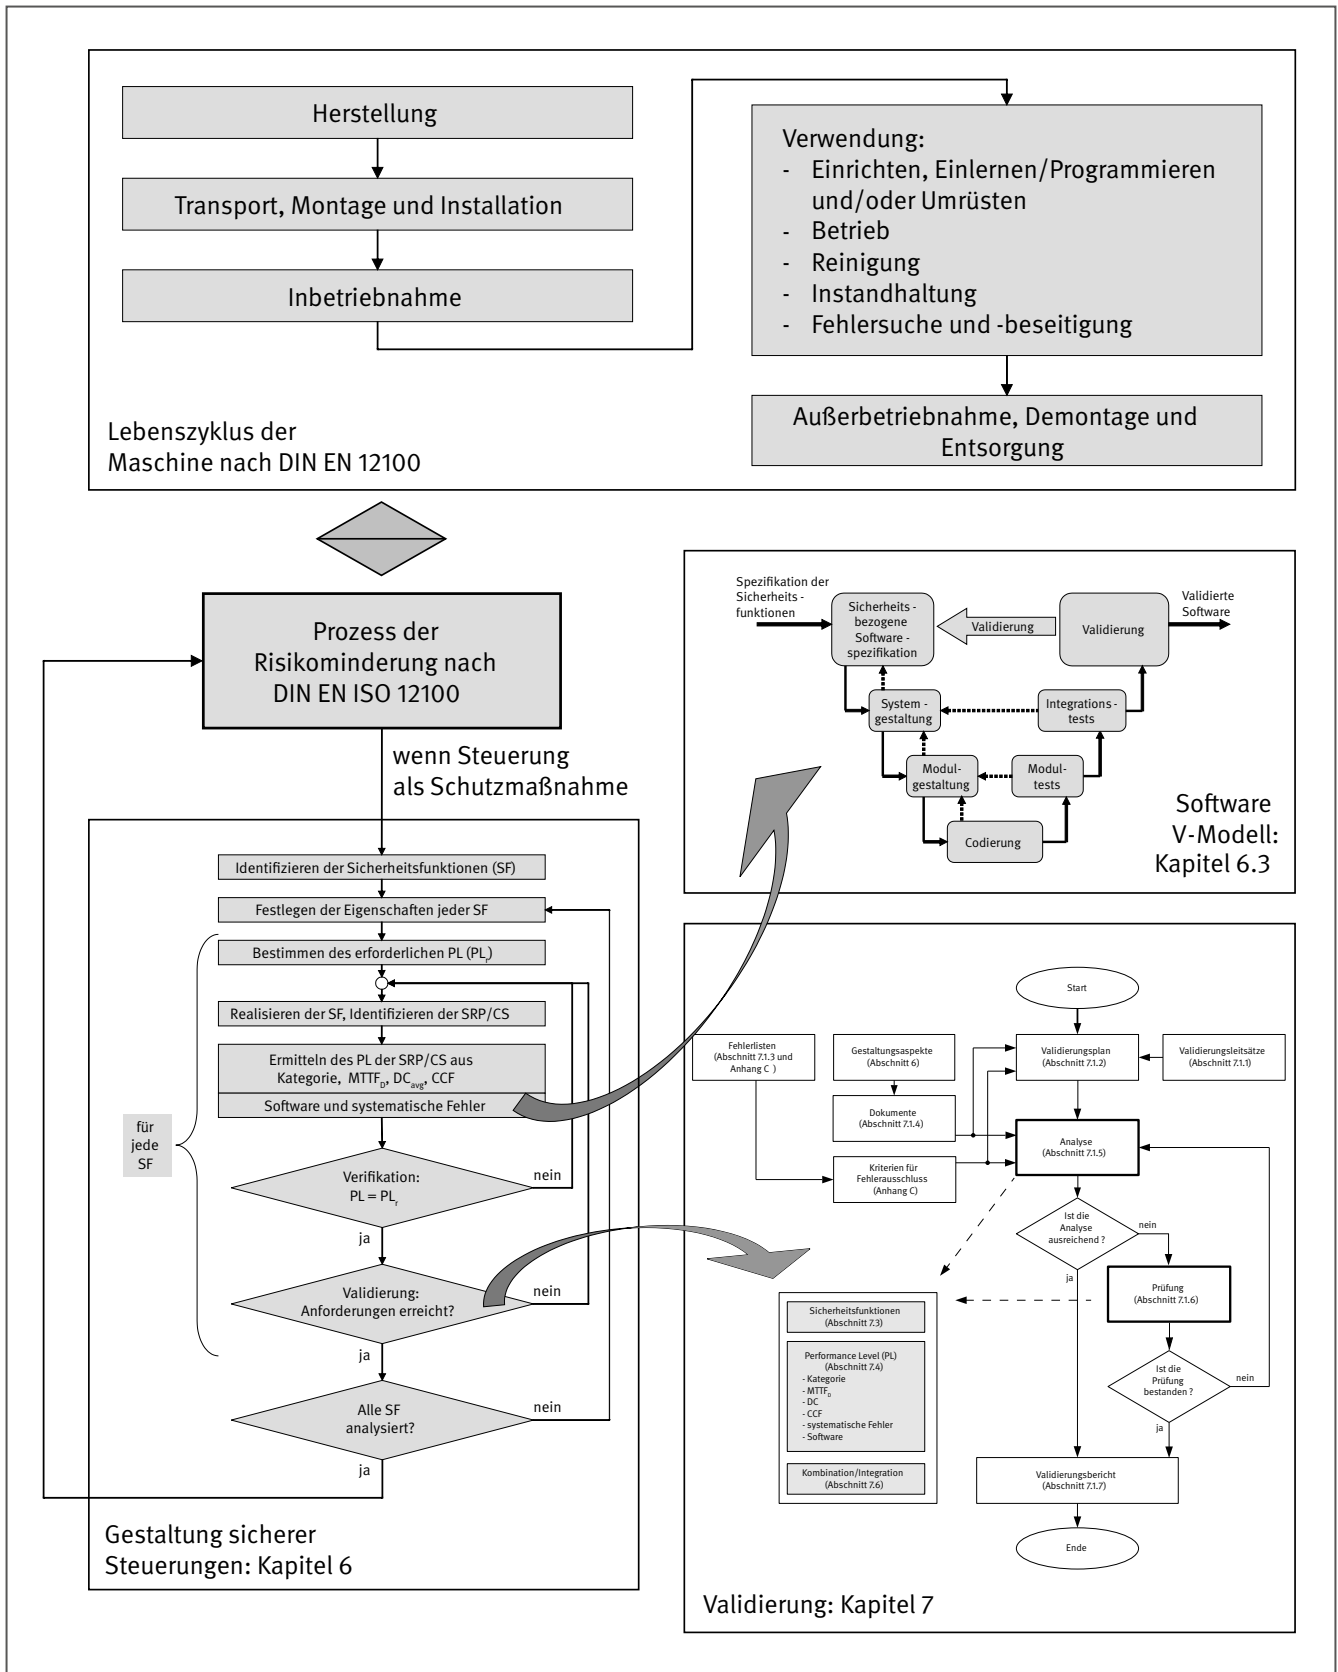 Herstellung
Transport, Montage und Installation
Inbetriebnahme
Verwendung:
- Einrichten, Einlernen/Programmieren
und/oder Umrüsten
- Betrieb
- Reinigung
- Instandhaltung
- Fehlersuche und -beseitigung
Außerbetriebnahme, Demontage und
Entsorgung
Lebenszyklus der
Maschine nach DIN EN 12100
Prozess der
Risikominderung nach
DIN EN ISO 12100
wenn Steuerung
als Schutzmaßnahme
Identifizieren der Sicherheitsfunktionen (SF)
Festlegen der Eigenschaften jeder SF
Bestimmen des erforderlichen PL (PLr)
Realisieren der SF, Identifizieren der SRP/CS
Ermitteln des PL der SRP/CS aus
Kategorie, MTTFD, DCavg, CCF
Software und systematische Fehler
für
jede
SF
Verifikation:
PL = PLr
nein
ja
Validierung:
Anforderungen erreicht?
nein
ja
Alle SF
analysiert?
nein
ja
Gestaltung sicherer
Steuerungen: Kapitel 6
Spezifikation der
Sicherheits -
funktionen
Sicherheits -
bezogene
Software -
spezifikation
Validierung
Validierung
Validierte
Software
System -
gestaltung
Integrations -
tests
Modul-
gestaltung
Modul-
tests
Codierung
Software
V-Modell:
Kapitel 6.3
Start
Fehlerlisten
(Abschnitt 7.1.3 und
Anhang C )
Gestaltungsaspekte
(Abschnitt 6)
Validierungsplan
(Abschnitt 7.1.2)
Validierungsleitsätze
(Abschnitt 7.1.1)
Dokumente
(Abschnitt 7.1.4)
Analyse
(Abschnitt 7.1.5)
Kriterien für
Fehlerausschluss
(Anhang C)
Ist die
Analyse
ausreichend ?
nein
ja
Prüfung
(Abschnitt 7.1.6)
Sicherheitsfunktionen
(Abschnitt 7.3)
Performance Level (PL)
(Abschnitt 7.4)
- Kategorie
- MTTFD
- DC
- CCF
- systematische Fehler
- Software
Kombination/Integration
(Abschnitt 7.6)
Ist die
Prüfung
bestanden ?
nein
ja
Validierungsbericht
(Abschnitt 7.1.7)
Ende
Validierung: Kapitel 7